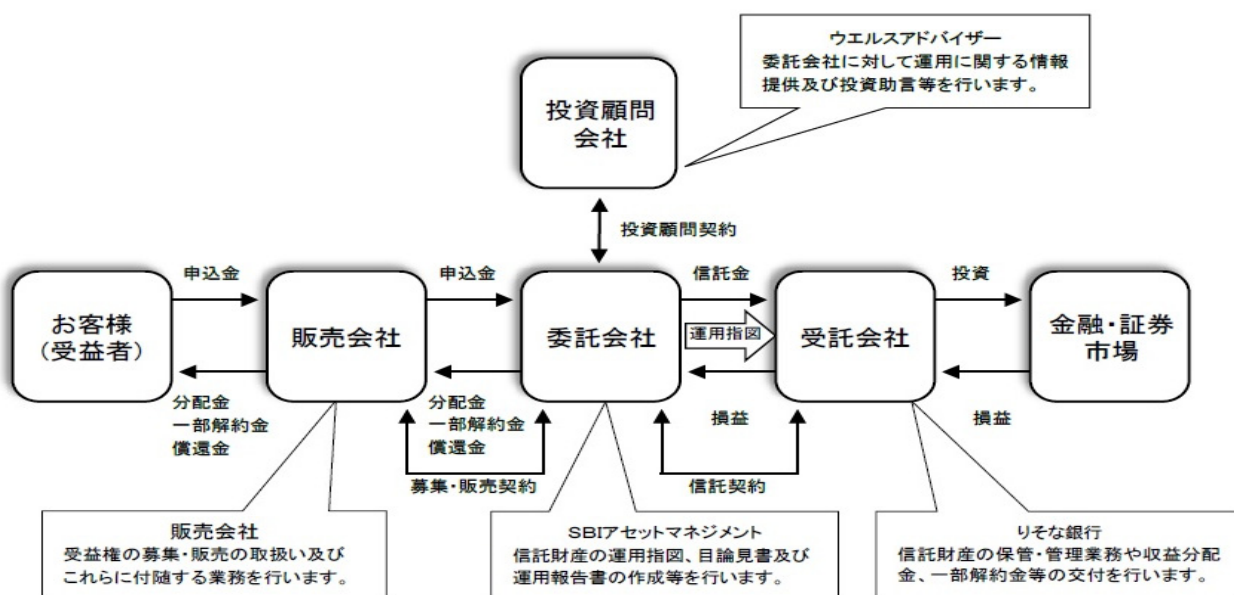 ウエルスアドバイザー
委託会社に対して運用に関する情報
提供及び投資助言等を行います。
投資顧問
会社
投資顧問契約
申込金
申込金
信託金
投資
お客様
(受益者)
販売会社
委託会社
運用指図
受託会社
金融・証券
市場
分配金
一部解約金
償還金
分配金
一部解約金
償還金
損益
損益
募集・販売契約
信託契約
販売会社
受益権の募集・販売の取扱い及び
これらに付随する業務を行います。
SBIアセットマネジメント
信託財産の運用指図、目論見書及び
運用報告書の作成等を行います。
りそな銀行
信託財産の保管・管理業務や収益分配
金、一部解約金等の交付を行います。